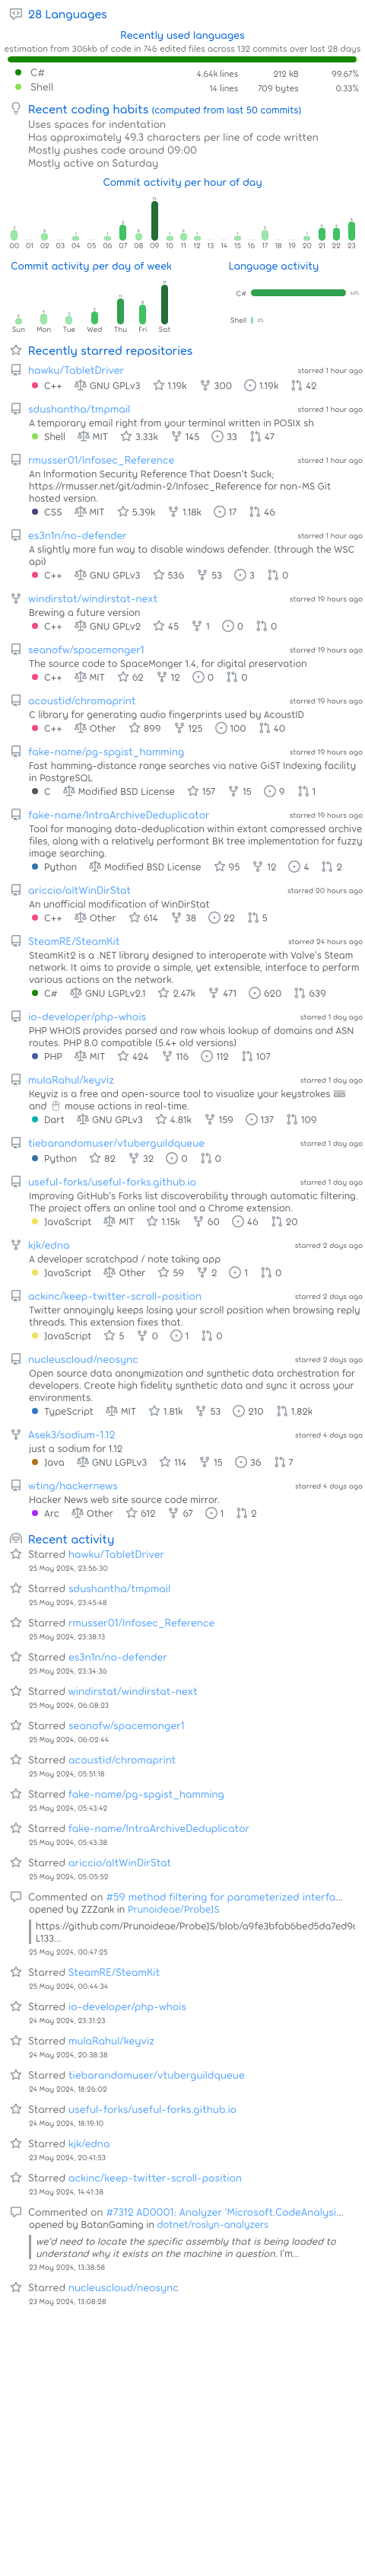 28 Languages
Recently used languages
estimation from 306kb of code in 746 edited files across 132 commits over last 28 days
C# 4.64k lines 212 kB 99.67%
Shell 14 lines 709 bytes 0.33%
Recent coding habits (computed from last 50 commits)
Uses spaces for indentation
Has approximately 49.3 characters per line of code written
Mostly pushes code around 09:00
Mostly active on Saturday
Commit activity per hour of day
00 01 02 03 04 05 06 07 08 09 10 11 12 13 14 15 16 17 18 19 20 21 22 23
Commit activity per day of week
Language activity
C#
Shell
Sun Mon Tue Wed Thu Fri Sat
Recently starred repositories
hawku/TabletDriver starred 1 hour ago
C++ GNU GPLv3 1.19k 300 1.19k 42
sdushantha/tmpmail starred 1 hour ago
A temporary email right from your terminal written in POSIX sh
Shell MIT 3.33k 145 33 47
rmusser01/Infosec_Reference starred 1 hour ago
An Information Security Reference That Doesn't Suck;
https://rmusser.net/git/admin-2/Infosec_Reference for non-MS Git
hosted version.
CSS MIT 5.39k 1.18k 17 46
es3n1n/no-defender starred 1 hour ago
A slightly more fun way to disable windows defender. (through the WSC
api)
C++ GNU GPLv3 536 53 3 0
windirstat/windirstat-next starred 19 hours ago
Brewing a future version
C++ GNU GPLv2 45 1 0 0
seanofw/spacemonger1 starred 19 hours ago
The source code to SpaceMonger 1.4, for digital preservation
C++ MIT 62 12 0 0
acoustid/chromaprint starred 19 hours ago
C library for generating audio fingerprints used by AcoustID
C++ Other 899 125 100 40
fake-name/pg-spgist_hamming starred 19 hours ago
Fast hamming-distance range searches via native GiST Indexing facility
in PostgreSQL
C Modified BSD License 157 15 9 1
fake-name/IntraArchiveDeduplicator starred 19 hours ago
Tool for managing data-deduplication within extant compressed archive
files, along with a relatively performant BK tree implementation for fuzzy
image searching.
Python Modified BSD License 95 12 4 2
ariccio/altWinDirStat starred 20 hours ago
An unofficial modification of WinDirStat
C++ Other 614 38 22 5
SteamRE/SteamKit starred 24 hours ago
SteamKit2 is a .NET library designed to interoperate with Valve's Steam
network. It aims to provide a simple, yet extensible, interface to perform
various actions on the network.
C# GNU LGPLv2.1 2.47k 471 620 639
io-developer/php-whois starred 1 day ago
PHP WHOIS provides parsed and raw whois lookup of domains and ASN
routes. PHP 8.0 compatible (5.4+ old versions)
PHP MIT 424 116 112 107
mulaRahul/keyviz starred 1 day ago
Keyviz is a free and open-source tool to visualize your keystrokes ⌨️
and 🖱️ mouse actions in real-time.
Dart GNU GPLv3 4.81k 159 137 109
tiebarandomuser/vtuberguildqueue starred 1 day ago
Python 82 32 0 0
useful-forks/useful-forks.github.io starred 1 day ago
Improving GitHub's Forks list discoverability through automatic filtering.
The project offers an online tool and a Chrome extension.
JavaScript MIT 1.15k 60 46 20
kjk/edna starred 2 days ago
A developer scratchpad / note taking app
JavaScript Other 59 2 1 0
ackinc/keep-twitter-scroll-position starred 2 days ago
Twitter annoyingly keeps losing your scroll position when browsing reply
threads. This extension fixes that.
JavaScript 5 0 1 0
nucleuscloud/neosync starred 2 days ago
Open source data anonymization and synthetic data orchestration for
developers. Create high fidelity synthetic data and sync it across your
environments.
TypeScript MIT 1.81k 53 210 1.82k
Asek3/sodium-1.12 starred 4 days ago
just a sodium for 1.12
Java GNU LGPLv3 114 15 36 7
wting/hackernews starred 4 days ago
Hacker News web site source code mirror.
Arc Other 612 67 1 2
Recent activity
Starred hawku/TabletDriver
25 May 2024, 23:56:30
Starred sdushantha/tmpmail
25 May 2024, 23:45:48
Starred rmusser01/Infosec_Reference
25 May 2024, 23:38:13
Starred es3n1n/no-defender
25 May 2024, 23:34:36
Starred windirstat/windirstat-next
25 May 2024, 06:08:23
Starred seanofw/spacemonger1
25 May 2024, 06:02:44
Starred acoustid/chromaprint
25 May 2024, 05:51:18
Starred fake-name/pg-spgist_hamming
25 May 2024, 05:43:42
Starred fake-name/IntraArchiveDeduplicator
25 May 2024, 05:43:38
Starred ariccio/altWinDirStat
25 May 2024, 05:05:52
Commented on #59 method filtering for parameterized interfa...
opened by ZZZank in Prunoideae/ProbeJS
https://github.com/Prunoideae/ProbeJS/blob/a9fe3bfab6bed5da7ed9c
L133...
25 May 2024, 00:47:25
Starred SteamRE/SteamKit
25 May 2024, 00:44:34
Starred io-developer/php-whois
24 May 2024, 23:31:23
Starred mulaRahul/keyviz
24 May 2024, 20:38:38
Starred tiebarandomuser/vtuberguildqueue
24 May 2024, 18:26:02
Starred useful-forks/useful-forks.github.io
24 May 2024, 18:19:10
Starred kjk/edna
23 May 2024, 20:41:53
Starred ackinc/keep-twitter-scroll-position
23 May 2024, 14:41:38
Commented on #7312 AD0001: Analyzer 'Microsoft.CodeAnalysi...
opened by BatanGaming in dotnet/roslyn-analyzers
we'd need to locate the specific assembly that is being loaded to
understand why it exists on the machine in question. I'm...
23 May 2024, 13:38:58
Starred nucleuscloud/neosync
23 May 2024, 13:08:28